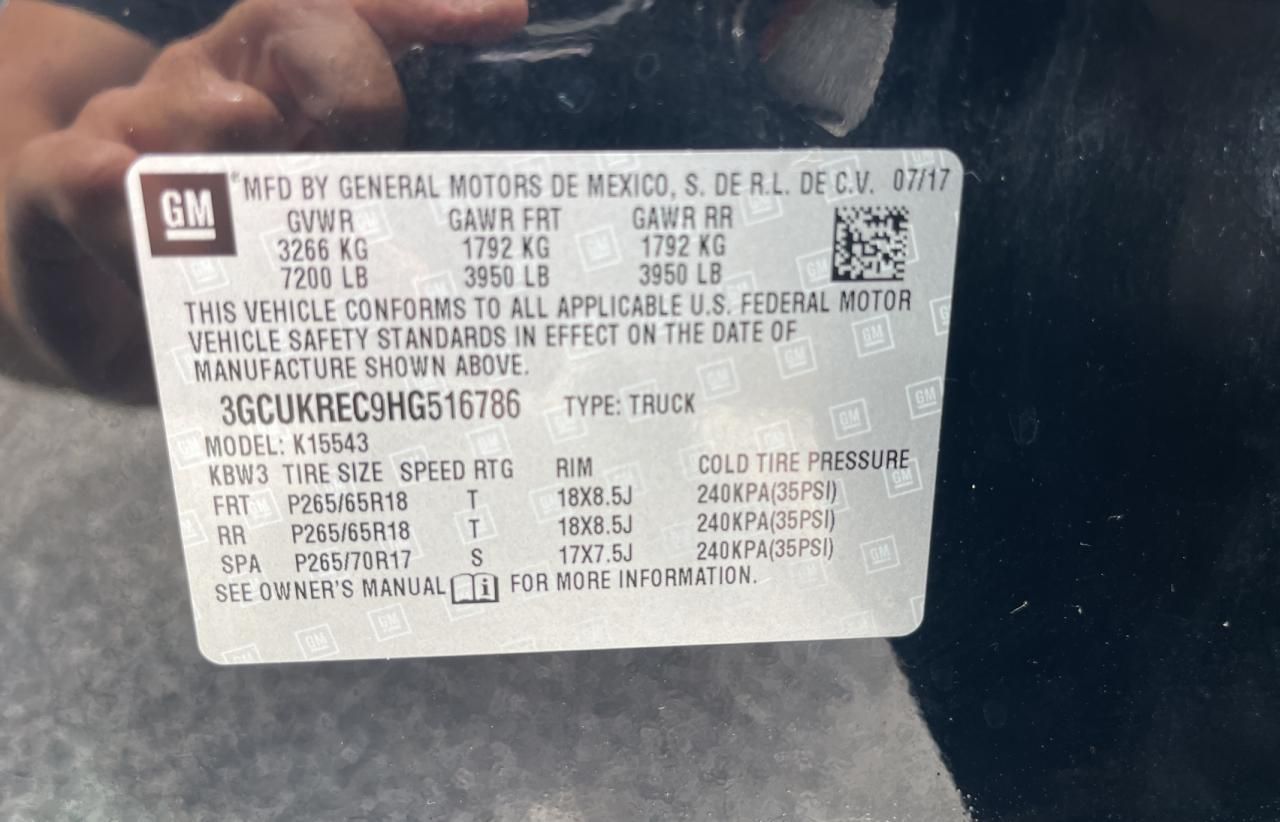 GM ® MFD BY GENERAL MOTORS DE MEXICO, S. DE R.L. DE C.V. 07/17
GVWR GAWR FRT GAWR RR
3266 KG 1792 KG 1792 KG
7200 LB 3950 LB 3950 LB
THIS VEHICLE CONFORMS TO ALL APPLICABLE U.S. FEDERAL MOTOR
VEHICLE SAFETY STANDARDS IN EFFECT ON THE DATE OF
MANUFACTURE SHOWN ABOVE.
3GCUKREC9HG516786 TYPE: TRUCK
MODEL: K15543
KBW3 TIRE SIZE SPEED RTG RIM COLD TIRE PRESSURE
FRT P265/65R18 T 18X8.5J 240KPA(35PSI)
RR P265/65R18 T 18X8.5J 240KPA(35PSI)
SPA P265/70R17 S 17X7.5J 240KPA(35PSI)
SEE OWNER'S MANUAL i FOR MORE INFORMATION.